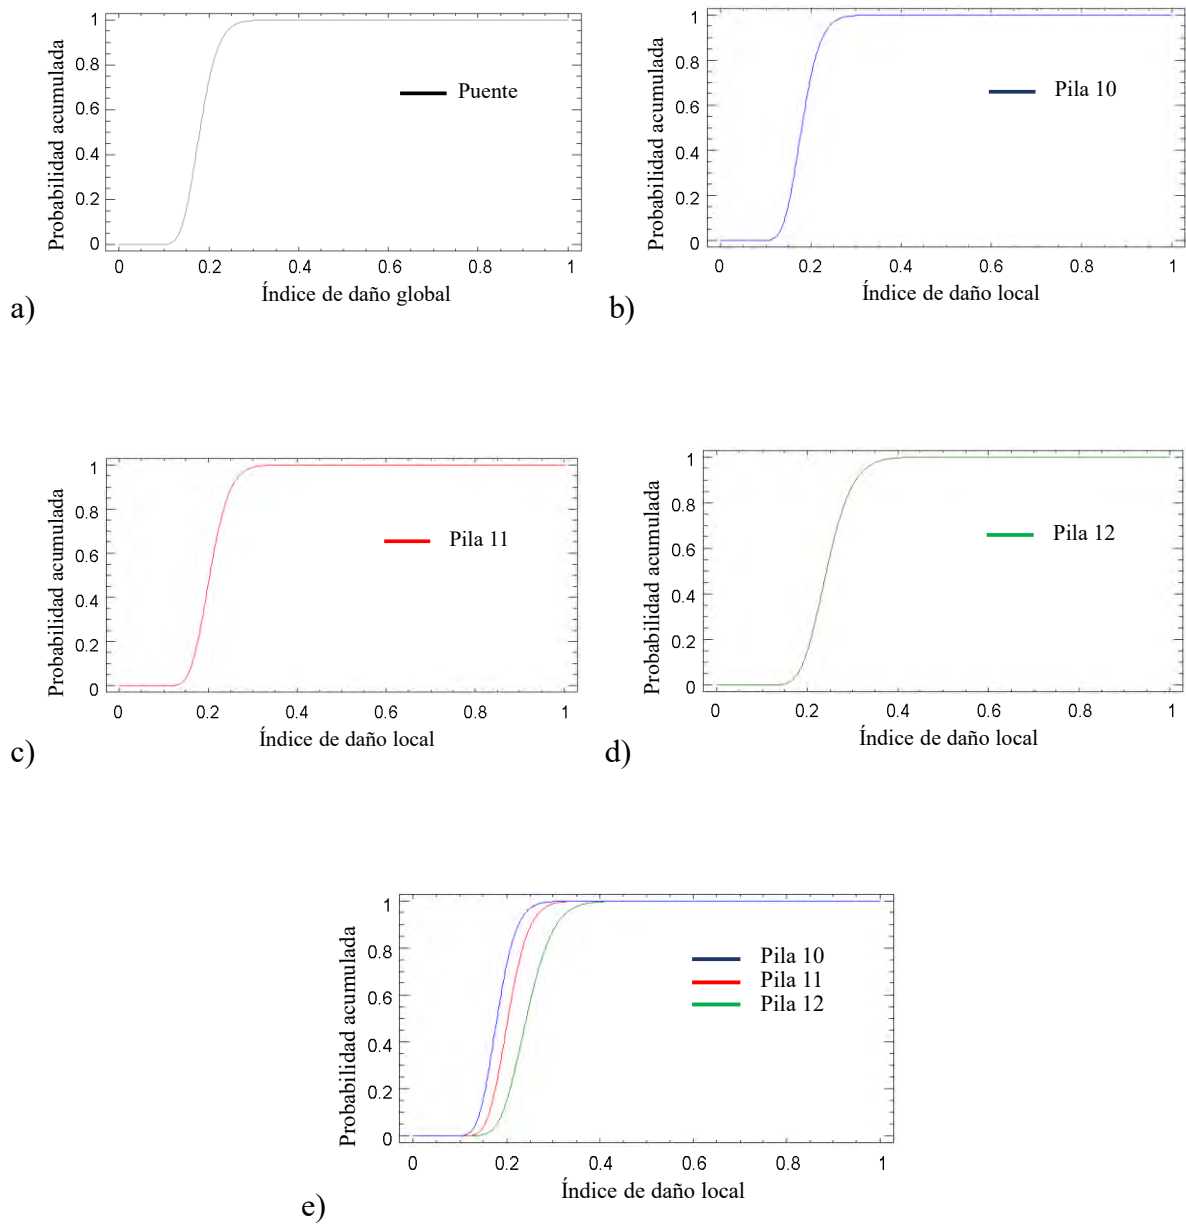 Probabilidad acumulada
1
0.8
0.6
0.4
0.2
0
Puente
0 0.2 0.4 0.6 0.8 1
Índice de daño global
a)
Probabilidad acumulada
1
0.8
0.6
0.4
0.2
0
Pila 10
0 0.2 0.4 0.6 0.8 1
Índice de daño local
b)
Probabilidad acumulada
1
0.8
0.6
0.4
0.2
0
Pila 11
0 0.2 0.4 0.6 0.8 1
Índice de daño local
c)
Probabilidad acumulada
1
0.8
0.6
0.4
0.2
0
Pila 12
0 0.2 0.4 0.6 0.8 1
Índice de daño local
d)
Probabilidad acumulada
1
0.8
0.6
0.4
0.2
0
Pila 10
Pila 11
Pila 12
0 0.2 0.4 0.6 0.8 1
Índice de daño local
e)